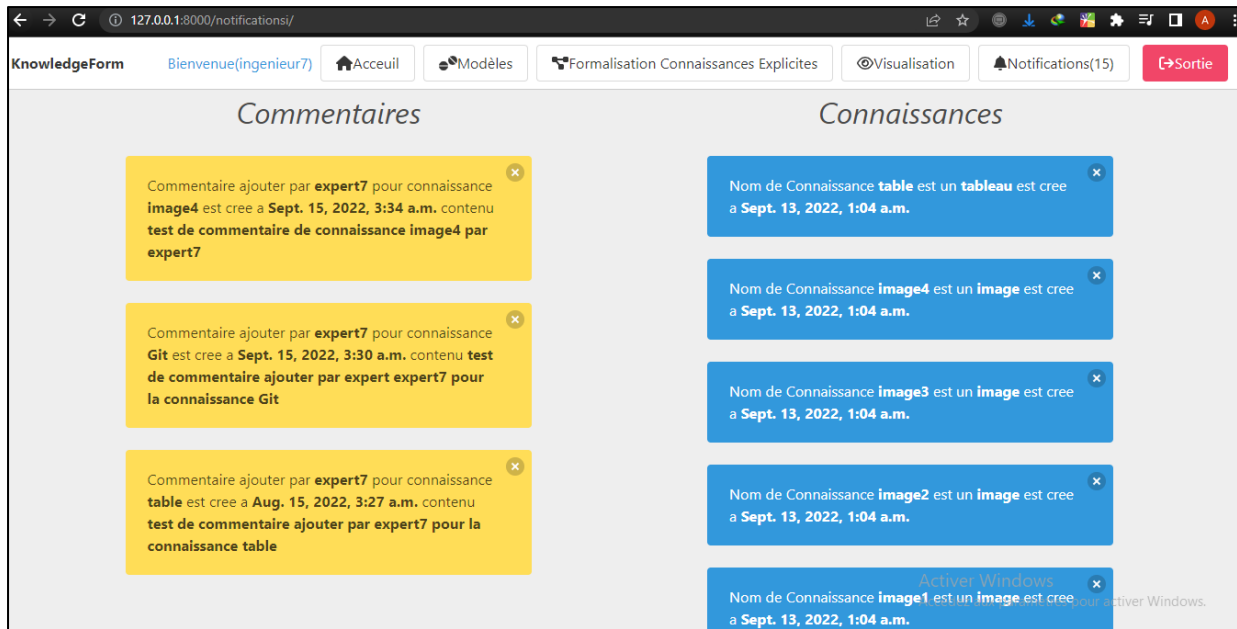 127.0.0.1:8000/notificationsi/
A
KnowledgeForm Bienvenue(ingenieur7) Acceuil Modèles Formalisation Connaissances Explicites Visualisation Notifications(15) Sortie
Commentaires
Commentaire ajouter par expert7 pour connaissance
image4 est cree a Sept. 15, 2022, 3:34 a.m. contenu
test de commentaire de connaissance image4 par
expert7
Commentaire ajouter par expert7 pour connaissance
Git est cree a Sept. 15, 2022, 3:30 a.m. contenu test
de commentaire ajouter par expert expert7 pour
la connaissance Git
Commentaire ajouter par expert7 pour connaissance
table est cree a Aug. 15, 2022, 3:27 a.m. contenu
test de commentaire ajouter par expert7 pour la
connaissance table
Connaissances
Nom de Connaissance table est un tableau est cree
a Sept. 13, 2022, 1:04 a.m.
Nom de Connaissance image4 est un image est cree
a Sept. 13, 2022, 1:04 a.m.
Nom de Connaissance image3 est un image est cree
a Sept. 13, 2022, 1:04 a.m.
Nom de Connaissance image2 est un image est cree
a Sept. 13, 2022, 1:04 a.m.
Nom de Connaissance image1 est un image est cree
a Sept. 13, 2022, 1:04 a.m.
Activer Windows
pour activer Windows.